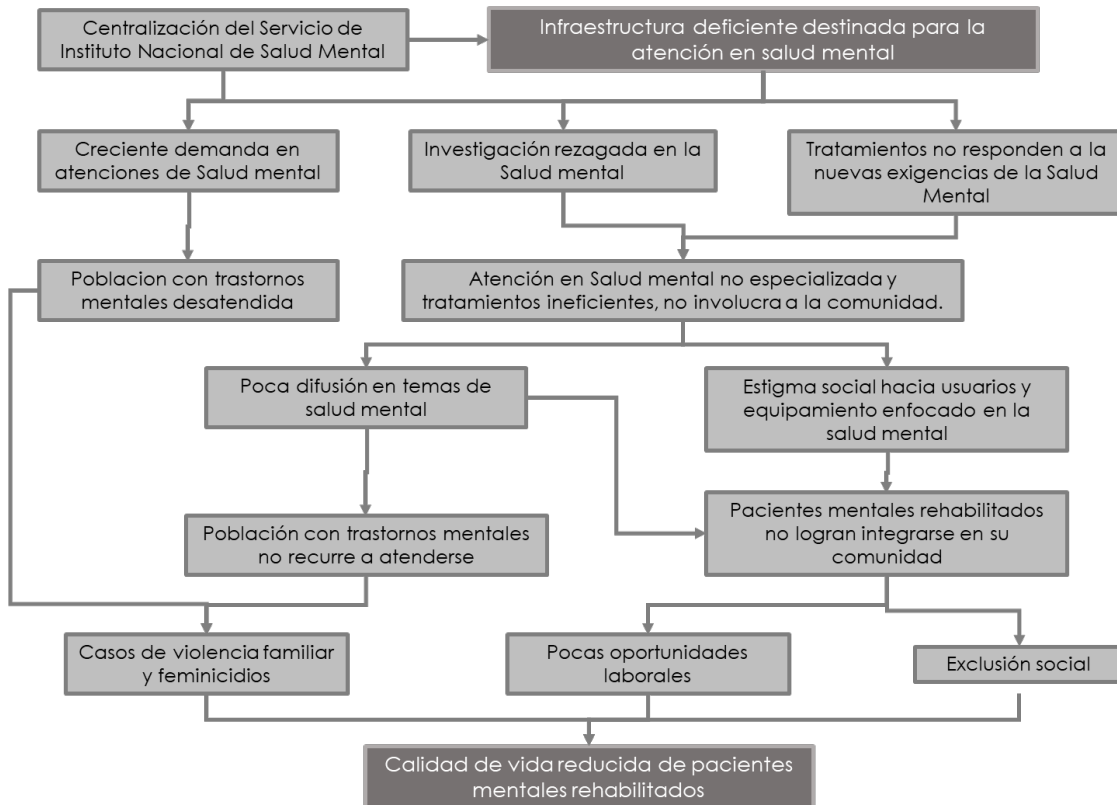 Centralización del Servicio de
Instituto Nacional de Salud Mental
Infraestructura deficiente destinada para la
atención en salud mental
Creciente demanda en
atenciones de Salud mental
Investigación rezagada en la
Salud mental
Tratamientos no responden a la
nuevas exigencias de la Salud
Mental
Poblacion con trastornos
mentales desatendida
Atención en Salud mental no especializada y
tratamientos ineficientes, no involucra a la comunidad.
Poca difusión en temas de
salud mental
Estigma social hacia usuarios y
equipamiento enfocado en la
salud mental
Población con trastornos mentales
no recurre a atenderse
Pacientes mentales rehabilitados
no logran integrarse en su
comunidad
Casos de violencia familiar
y feminicidios
Pocas oportunidades
laborales
Exclusión social
Calidad de vida reducida de pacientes
mentales rehabilitados